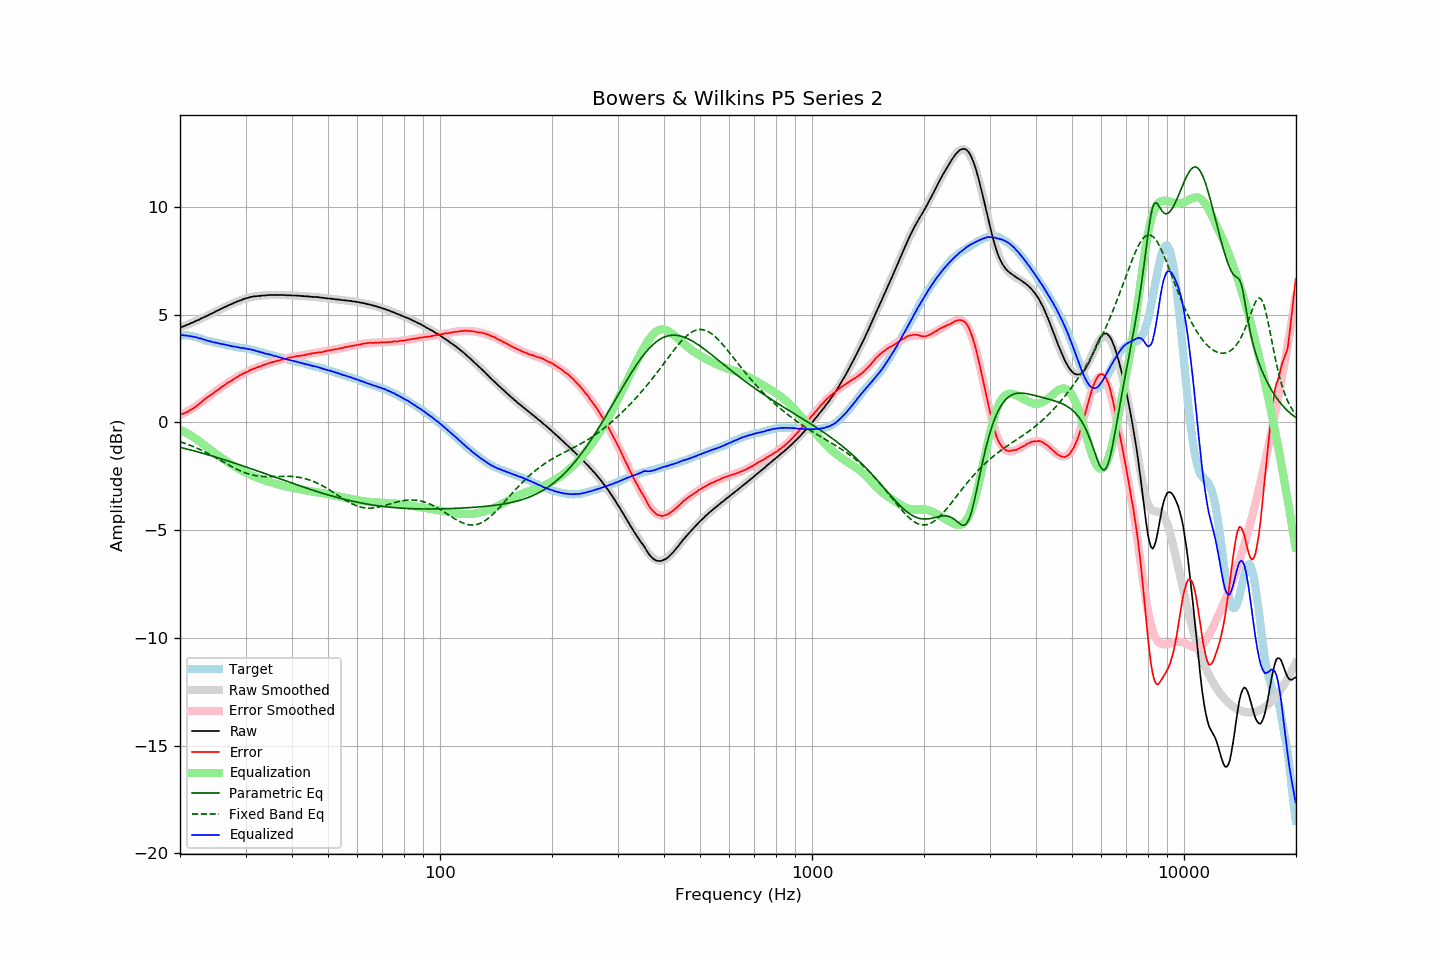 Bowers & Wilkins P5 Series 2
Amplitude (dBr)
10
5
0
−5
−10
−15
−20
Target
Raw Smoothed
Error Smoothed
Raw
Error
Equalization
Parametric Eq
Fixed Band Eq
Equalized
100
1000
10000
Frequency (Hz)